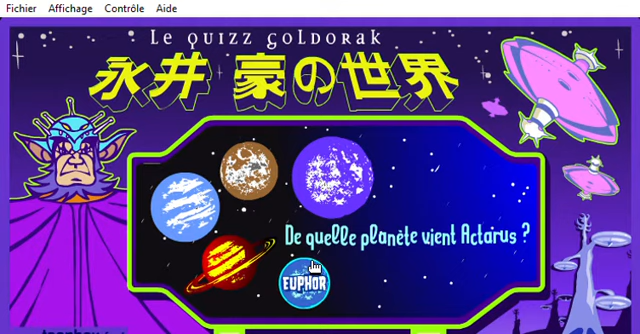 Fichier Affichage Contrôle Aide
Le quizz goldorak
永井 豪の世界
De quelle planète vient Actarus ?
EUPHOR